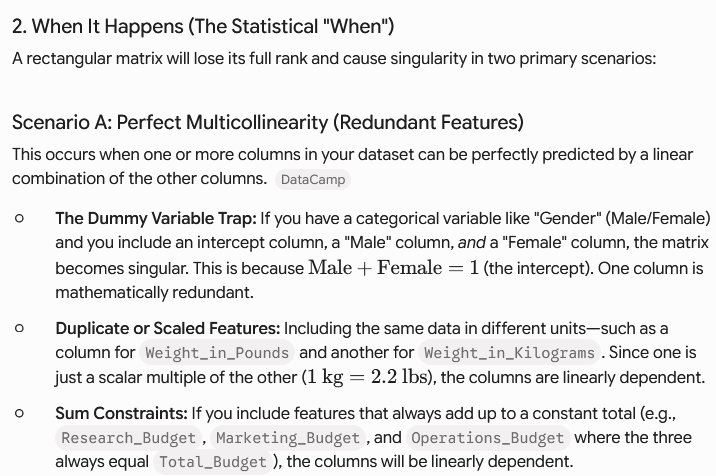 2. When It Happens (The Statistical "When")
A rectangular matrix will lose its full rank and cause singularity in two primary scenarios:
Scenario A: Perfect Multicollinearity (Redundant Features)
This occurs when one or more columns in your dataset can be perfectly predicted by a linear
combination of the other columns. DataCamp
○ The Dummy Variable Trap: If you have a categorical variable like "Gender" (Male/Female)
and you include an intercept column, a "Male" column, and a "Female" column, the matrix
becomes singular. This is because Male + Female = 1 (the intercept). One column is
mathematically redundant.
○ Duplicate or Scaled Features: Including the same data in different units—such as a
column for Weight_in_Pounds and another for Weight_in_Kilograms. Since one is
just a scalar multiple of the other (1 kg = 2.2 lbs), the columns are linearly dependent.
○ Sum Constraints: If you include features that always add up to a constant total (e.g.,
Research_Budget, Marketing_Budget, and Operations_Budget where the three
always equal Total_Budget), the columns will be linearly dependent.